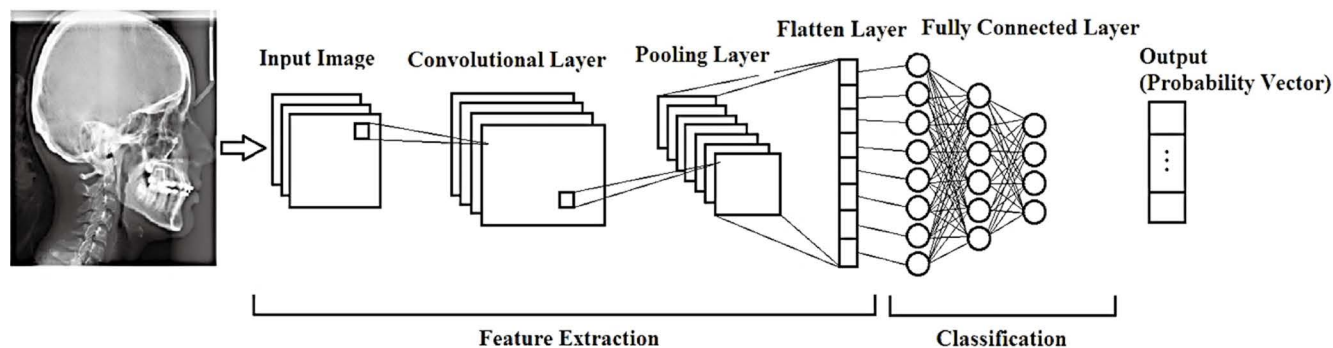 Input Image
Convolutional Layer
Pooling Layer
Flatten Layer
Fully Connected Layer
Output
(Probability Vector)
Feature Extraction
Classification